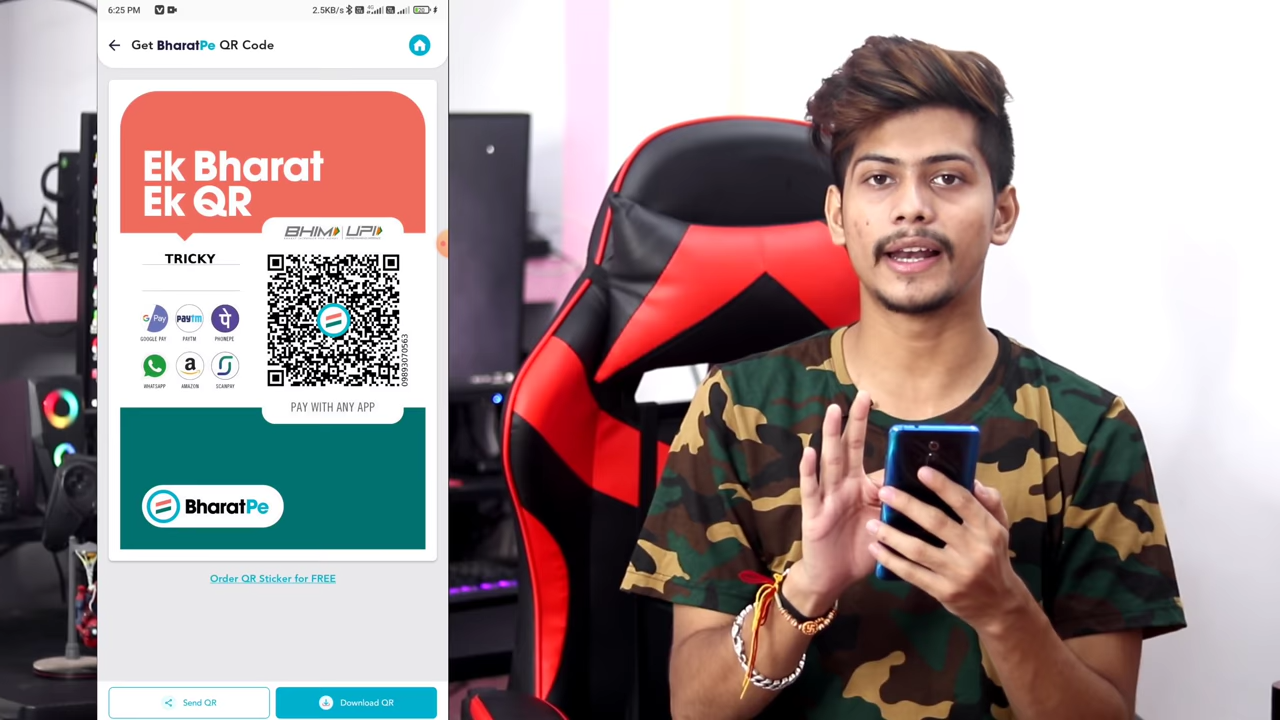 6:25 PM
2.5KB/s
4G
Get BharatPe QR Code
Ek Bharat
Ek QR
BHIM UPI
TRICKY
G Pay
Paytm
पे
GOOGLE PAY
PAYTM
PHONEPE
a
WHATSAPP
AMAZON
SCANPAY
09893070563
PAY WITH ANY APP
BharatPe
Order QR Sticker for FREE
Send QR
Download QR